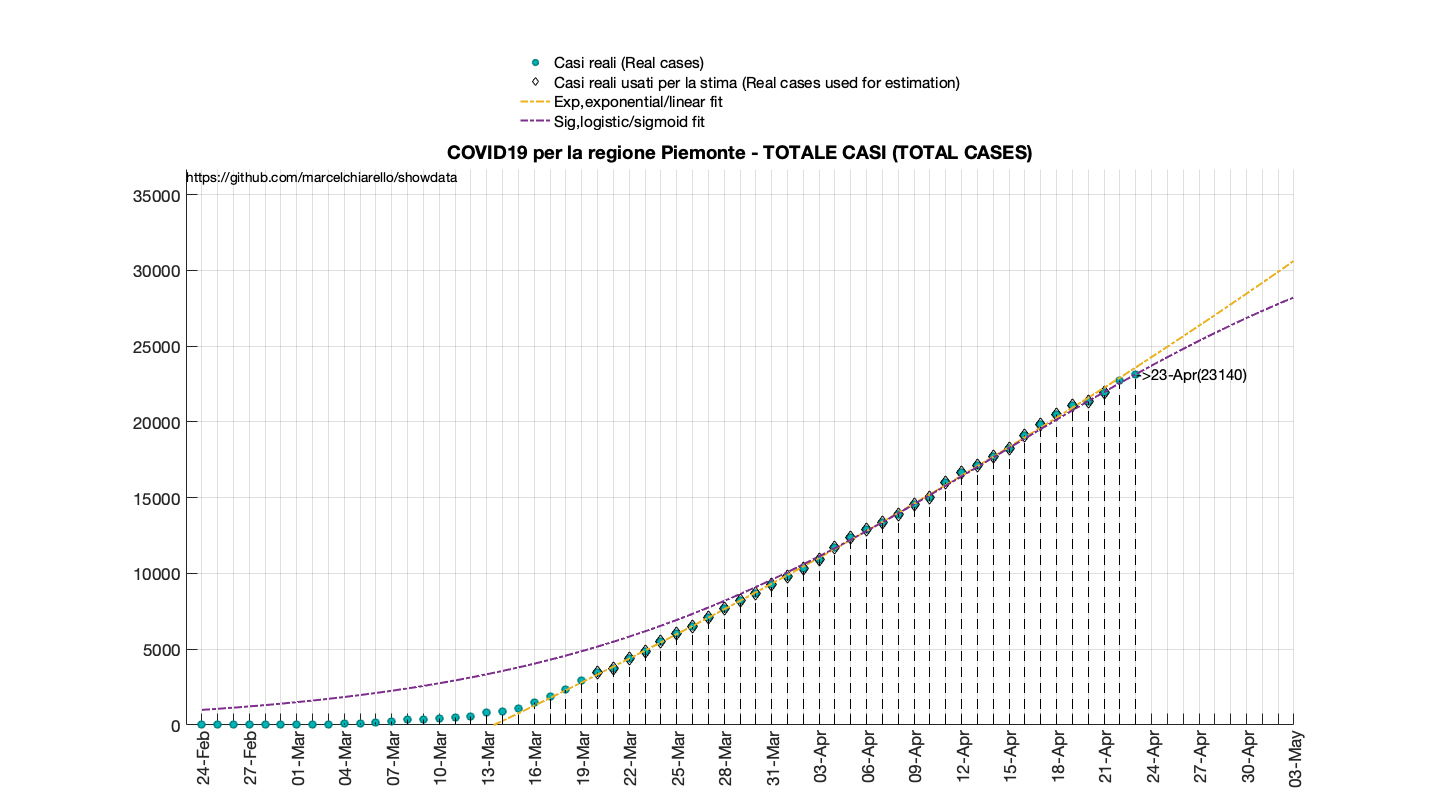 Casi reali (Real cases)
Casi reali usati per la stima (Real cases used for estimation)
Exp,exponential/linear fit
Sig,logistic/sigmoid fit
COVID19 per la regione Piemonte - TOTALE CASI (TOTAL CASES)
https://github.com/marcelchiarello/showdata
35000
30000
25000
20000
15000
10000
5000
0
->23-Apr(23140)
24-Feb
27-Feb
01-Mar
04-Mar
07-Mar
10-Mar
13-Mar
16-Mar
19-Mar
22-Mar
25-Mar
28-Mar
31-Mar
03-Apr
06-Apr
09-Apr
12-Apr
15-Apr
18-Apr
21-Apr
24-Apr
27-Apr
30-Apr
03-May